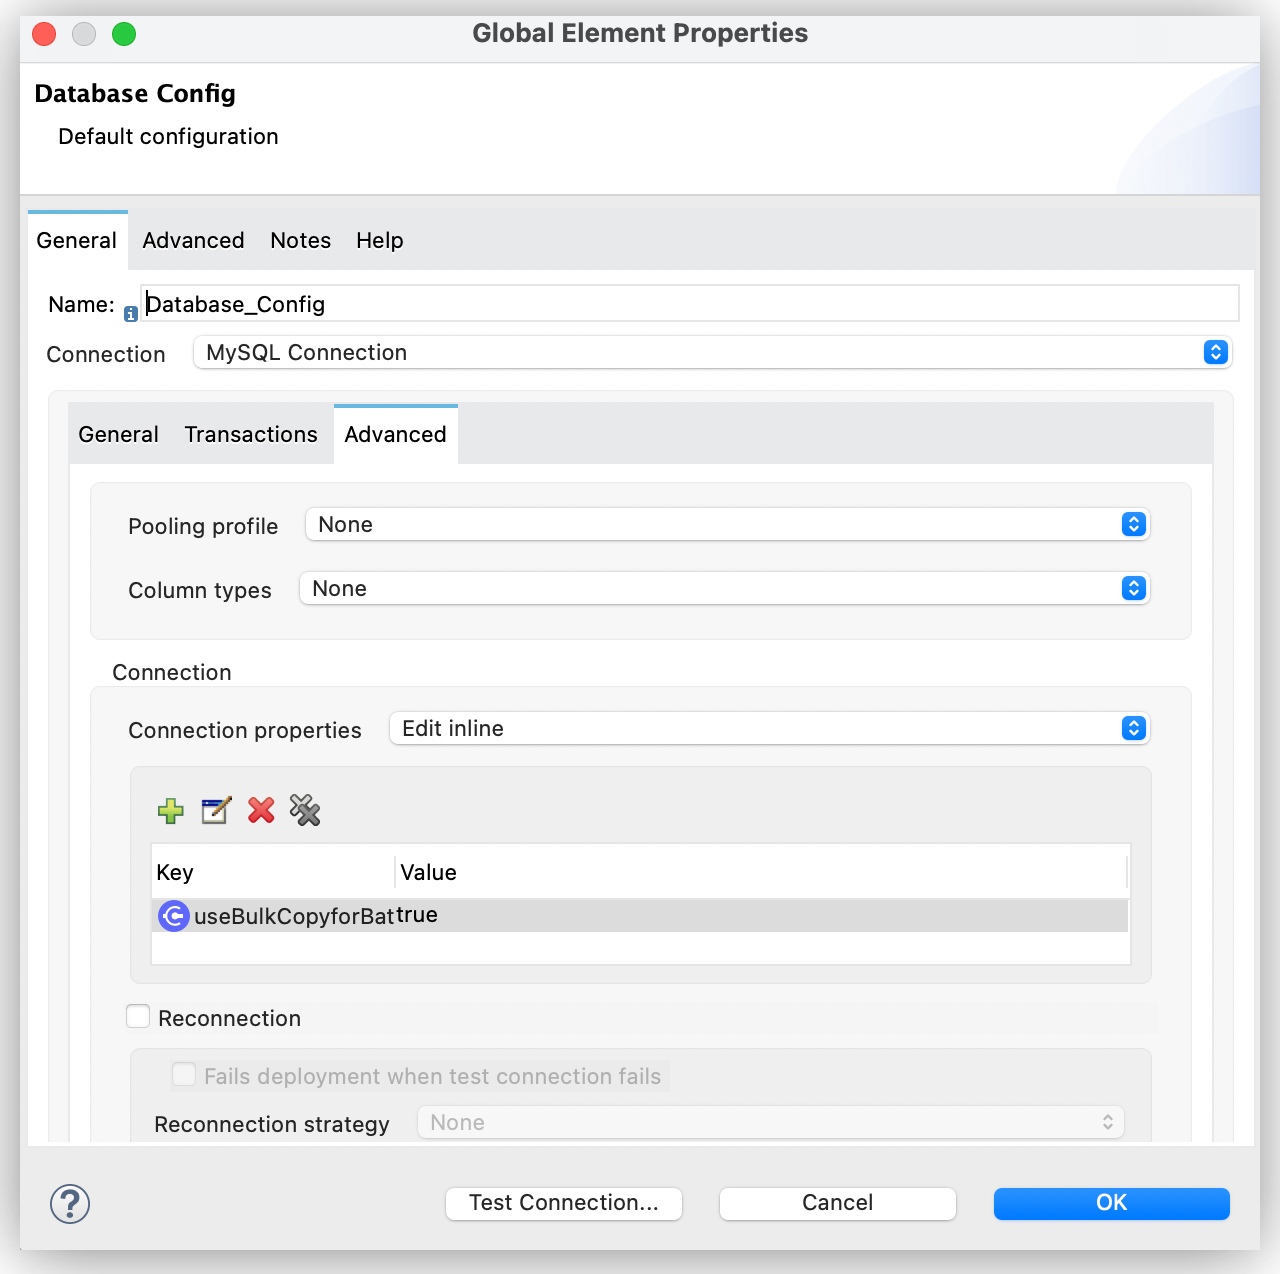 Global Element Properties
Database Config
Default configuration
General Advanced Notes Help
Name: Database_Config
Connection MySQL Connection
General Transactions Advanced
Pooling profile None
Column types None
Connection
Connection properties Edit inline
Key Value
useBulkCopyforBat true
Reconnection
Fails deployment when test connection fails
Reconnection strategy None
? Test Connection... Cancel OK